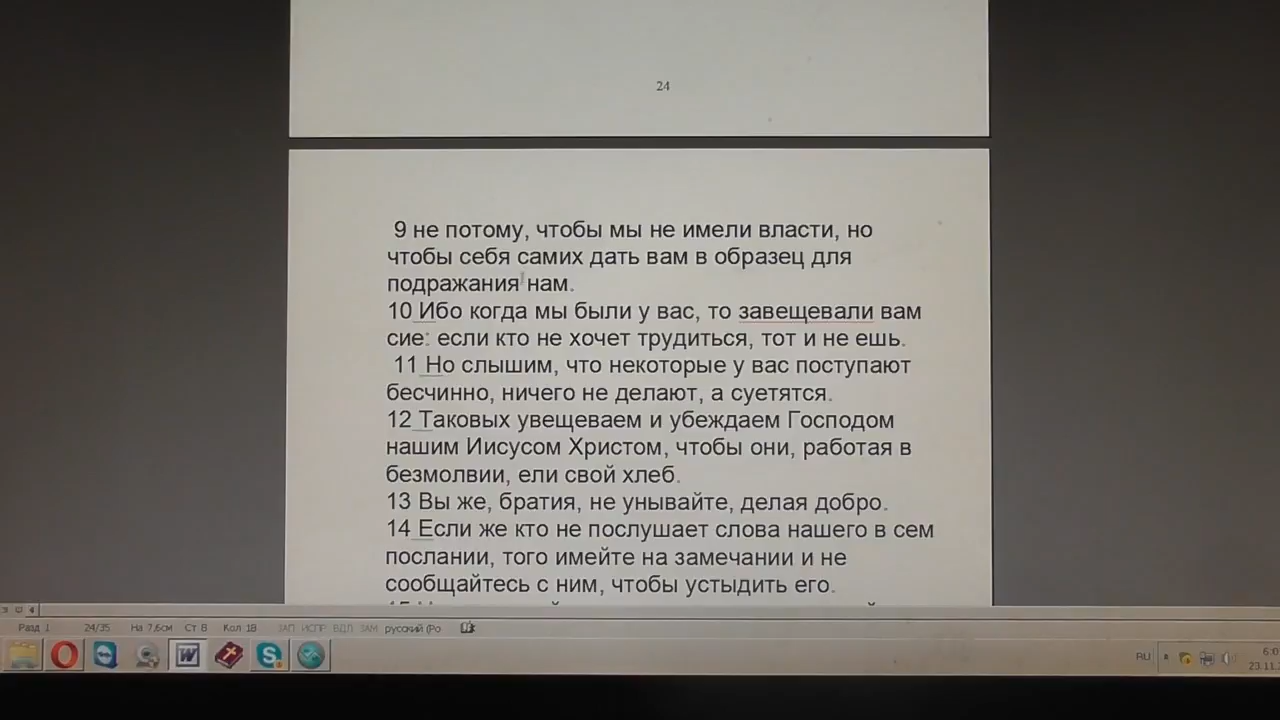 24
9 не потому, чтобы мы не имели власти, но
чтобы себя самих дать вам в образец для
подражания нам.
10 Ибо когда мы были у вас, то завещевали вам
сие: если кто не хочет трудиться, тот и не ешь.
11 Но слышим, что некоторые у вас поступают
бесчинно, ничего не делают, а суетятся.
12 Таковых увещеваем и убеждаем Господом
нашим Иисусом Христом, чтобы они, работая в
безмолвии, ели свой хлеб.
13 Вы же, братия, не унывайте, делая добро.
14 Если же кто не послушает слова нашего в сем
послании, того имейте на замечании и не
сообщайтесь с ним, чтобы устыдить его.
Разд 1 24/35 На 7,6см Ст 8 Кол 18 ЗАП ИСПР ВДЛ ЗАМ русский (Ро
W S RU 6:0
23.11.